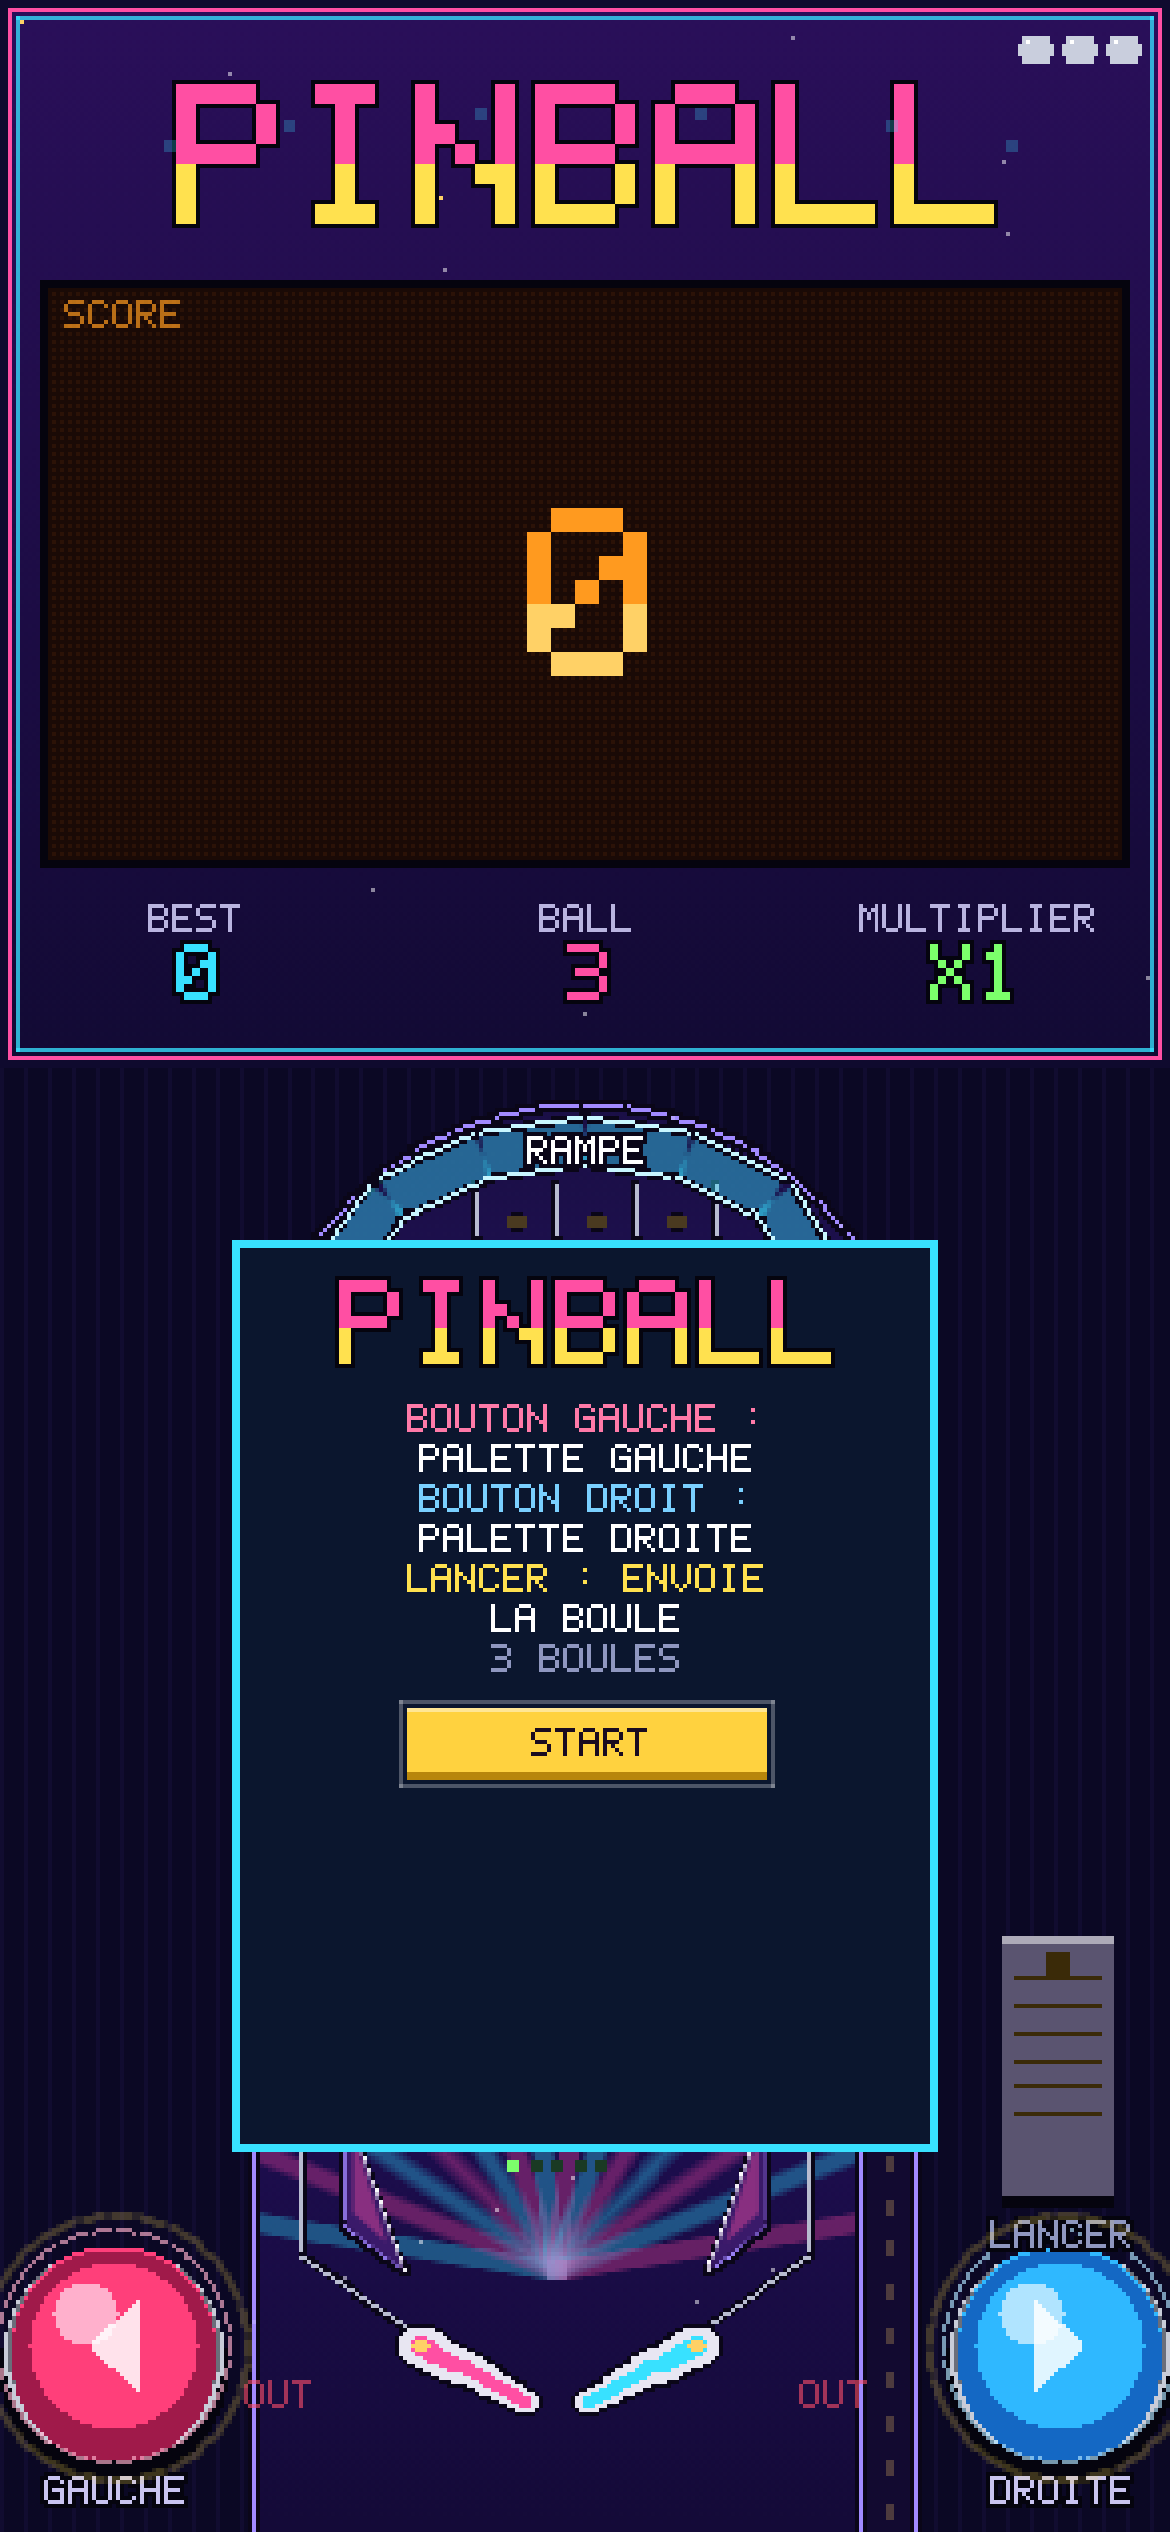 PINBALL
SCORE
0
BEST BALL MULTIPLIER
0 3 X1
RAMPE
PINBALL
BOUTON GAUCHE :
PALETTE GAUCHE
BOUTON DROIT :
PALETTE DROITE
LANCER : ENVOIE
LA BOULE
3 BOULES
START
LANCER
OUT OUT
GAUCHE DROITE